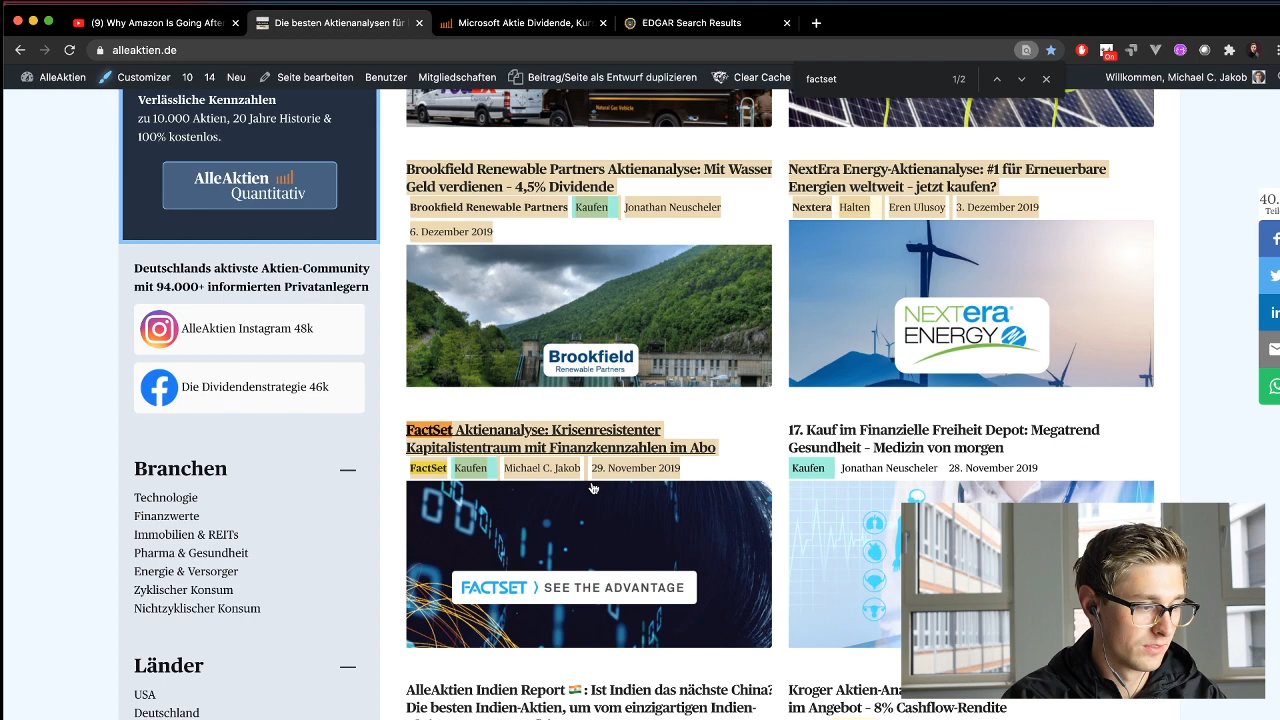 (9) Why Amazon Is Going After
Die besten Aktienanalysen für
Microsoft Aktie Dividende, Kur
EDGAR Search Results
alleaktien.de
On
AlleAktien
Customizer
10
14
Neu
Seite bearbeiten
Benutzer
Mitgliedschaften
Beitrag/Seite als Entwurf duplizieren
Clear Cache
factset
1/2
Willkommen, Michael C. Jakob
Verlässliche Kennzahlen
zu 10.000 Aktien, 20 Jahre Historie &
100% kostenlos.
AlleAktien
Quantitativ
Deutschlands aktivste Aktien-Community
mit 94.000+ informierten Privatanlegern
AlleAktien Instagram 48k
Die Dividendenstrategie 46k
Branchen
Technologie
Finanzwerte
Immobilien & REITs
Pharma & Gesundheit
Energie & Versorger
Zyklischer Konsum
Nichtzyklischer Konsum
Länder
USA
Deutschland
Natural Gas Vehicle
Brookfield Renewable Partners Aktienanalyse: Mit Wasser
Geld verdienen – 4,5% Dividende
Brookfield Renewable Partners Kaufen Jonathan Neuscheler
6. Dezember 2019
Brookfield
Renewable Partners
NextEra Energy-Aktienanalyse: #1 für Erneuerbare
Energien weltweit – jetzt kaufen?
Nextera Halten Eren Ulusoy 3. Dezember 2019
NEXTera
ENERGY
FactSet Aktienanalyse: Krisenresistenter
Kapitalistentraum mit Finanzkennzahlen im Abo
FactSet Kaufen Michael C. Jakob 29. November 2019
FACTSET SEE THE ADVANTAGE
17. Kauf im Finanzielle Freiheit Depot: Megatrend
Gesundheit – Medizin von morgen
Kaufen Jonathan Neuscheler 28. November 2019
AlleAktien Indien Report 🇮🇳 : Ist Indien das nächste China?
Die besten Indien-Aktien, um vom einzigartigen Indien-
Kroger Aktien-Ana
im Angebot – 8% Cashflow-Rendite
40.
Teil